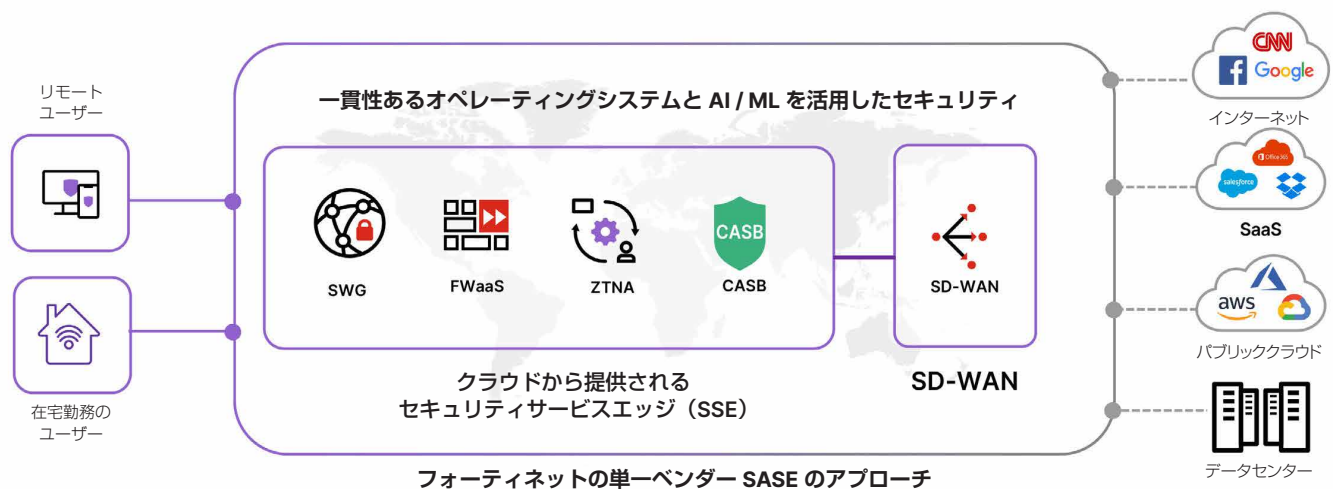 リモート
ユーザー
在宅勤務の
ユーザー
一貫性あるオペレーティングシステムと AI / ML を活用したセキュリティ
SWG
FWaaS
ZTNA
CASB
CASB
クラウドから提供される
セキュリティサービスエッジ（SSE）
SD-WAN
SD-WAN
フォーティネットの単一ベンダー SASE のアプローチ
CNN
f Google
インターネット
Office 365
salesforce
SaaS
aws
パブリッククラウド
データセンター